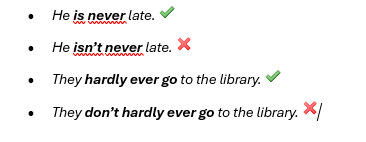 • He is never late. ✔
• He isn't never late. ❌
• They hardly ever go to the library. ✔
• They don't hardly ever go to the library. ❌